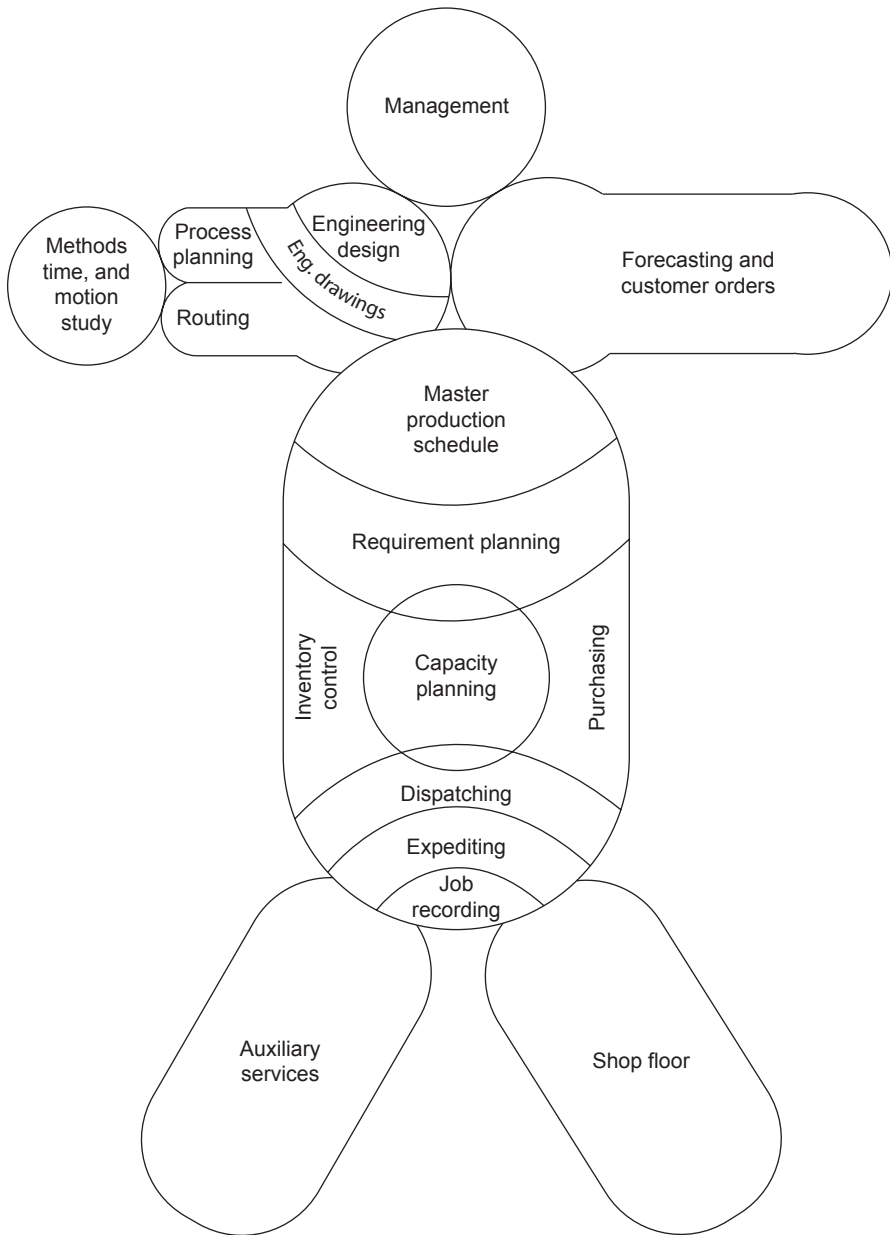 Management
Engineering
design
Process
planning
Eng. drawings
Methods
time, and
motion
study
Routing
Forecasting and
customer orders
Master
production
schedule
Requirement planning
Inventory
control
Capacity
planning
Purchasing
Dispatching
Expediting
Job
recording
Auxiliary
services
Shop floor